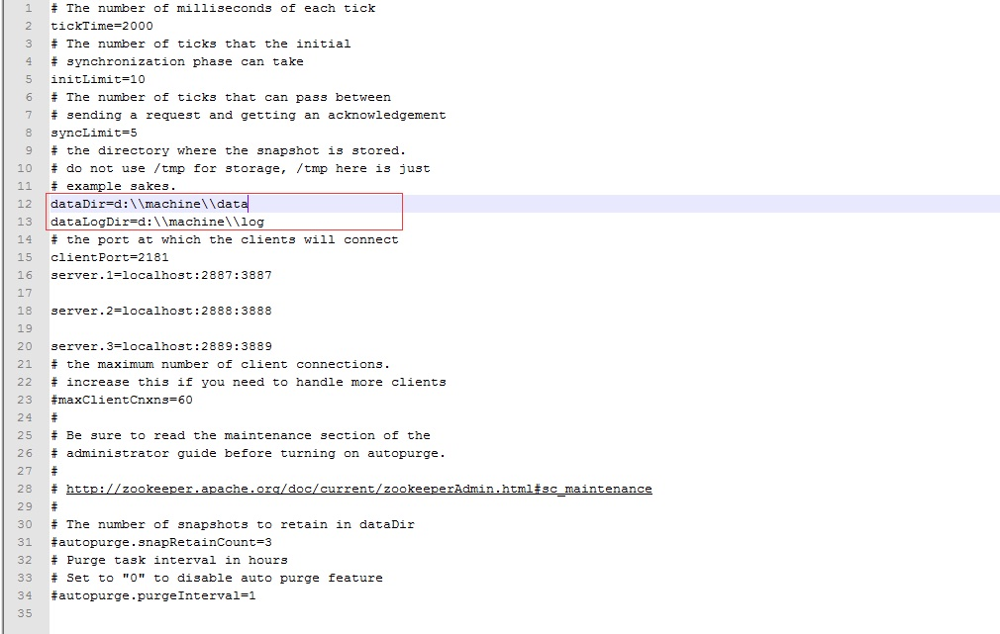 1 # The number of milliseconds of each tick
2 tickTime=2000
3 # The number of ticks that the initial
4 # synchronization phase can take
5 initLimit=10
6 # The number of ticks that can pass between
7 # sending a request and getting an acknowledgement
8 syncLimit=5
9 # the directory where the snapshot is stored.
10 # do not use /tmp for storage, /tmp here is just
11 # example sakes.
12 dataDir=d:\\machine\\data
13 dataLogDir=d:\\machine\\log
14 # the port at which the clients will connect
15 clientPort=2181
16 server.1=localhost:2887:3887
17
18 server.2=localhost:2888:3888
19
20 server.3=localhost:2889:3889
21 # the maximum number of client connections.
22 # increase this if you need to handle more clients
23 #maxClientCnxns=60
24 #
25 # Be sure to read the maintenance section of the
26 # administrator guide before turning on autopurge.
27 #
28 # http://zookeeper.apache.org/doc/current/zookeeperAdmin.html#sc_maintenance
29 #
30 # The number of snapshots to retain in dataDir
31 #autopurge.snapRetainCount=3
32 # Purge task interval in hours
33 # Set to "0" to disable auto purge feature
34 #autopurge.purgeInterval=1
35